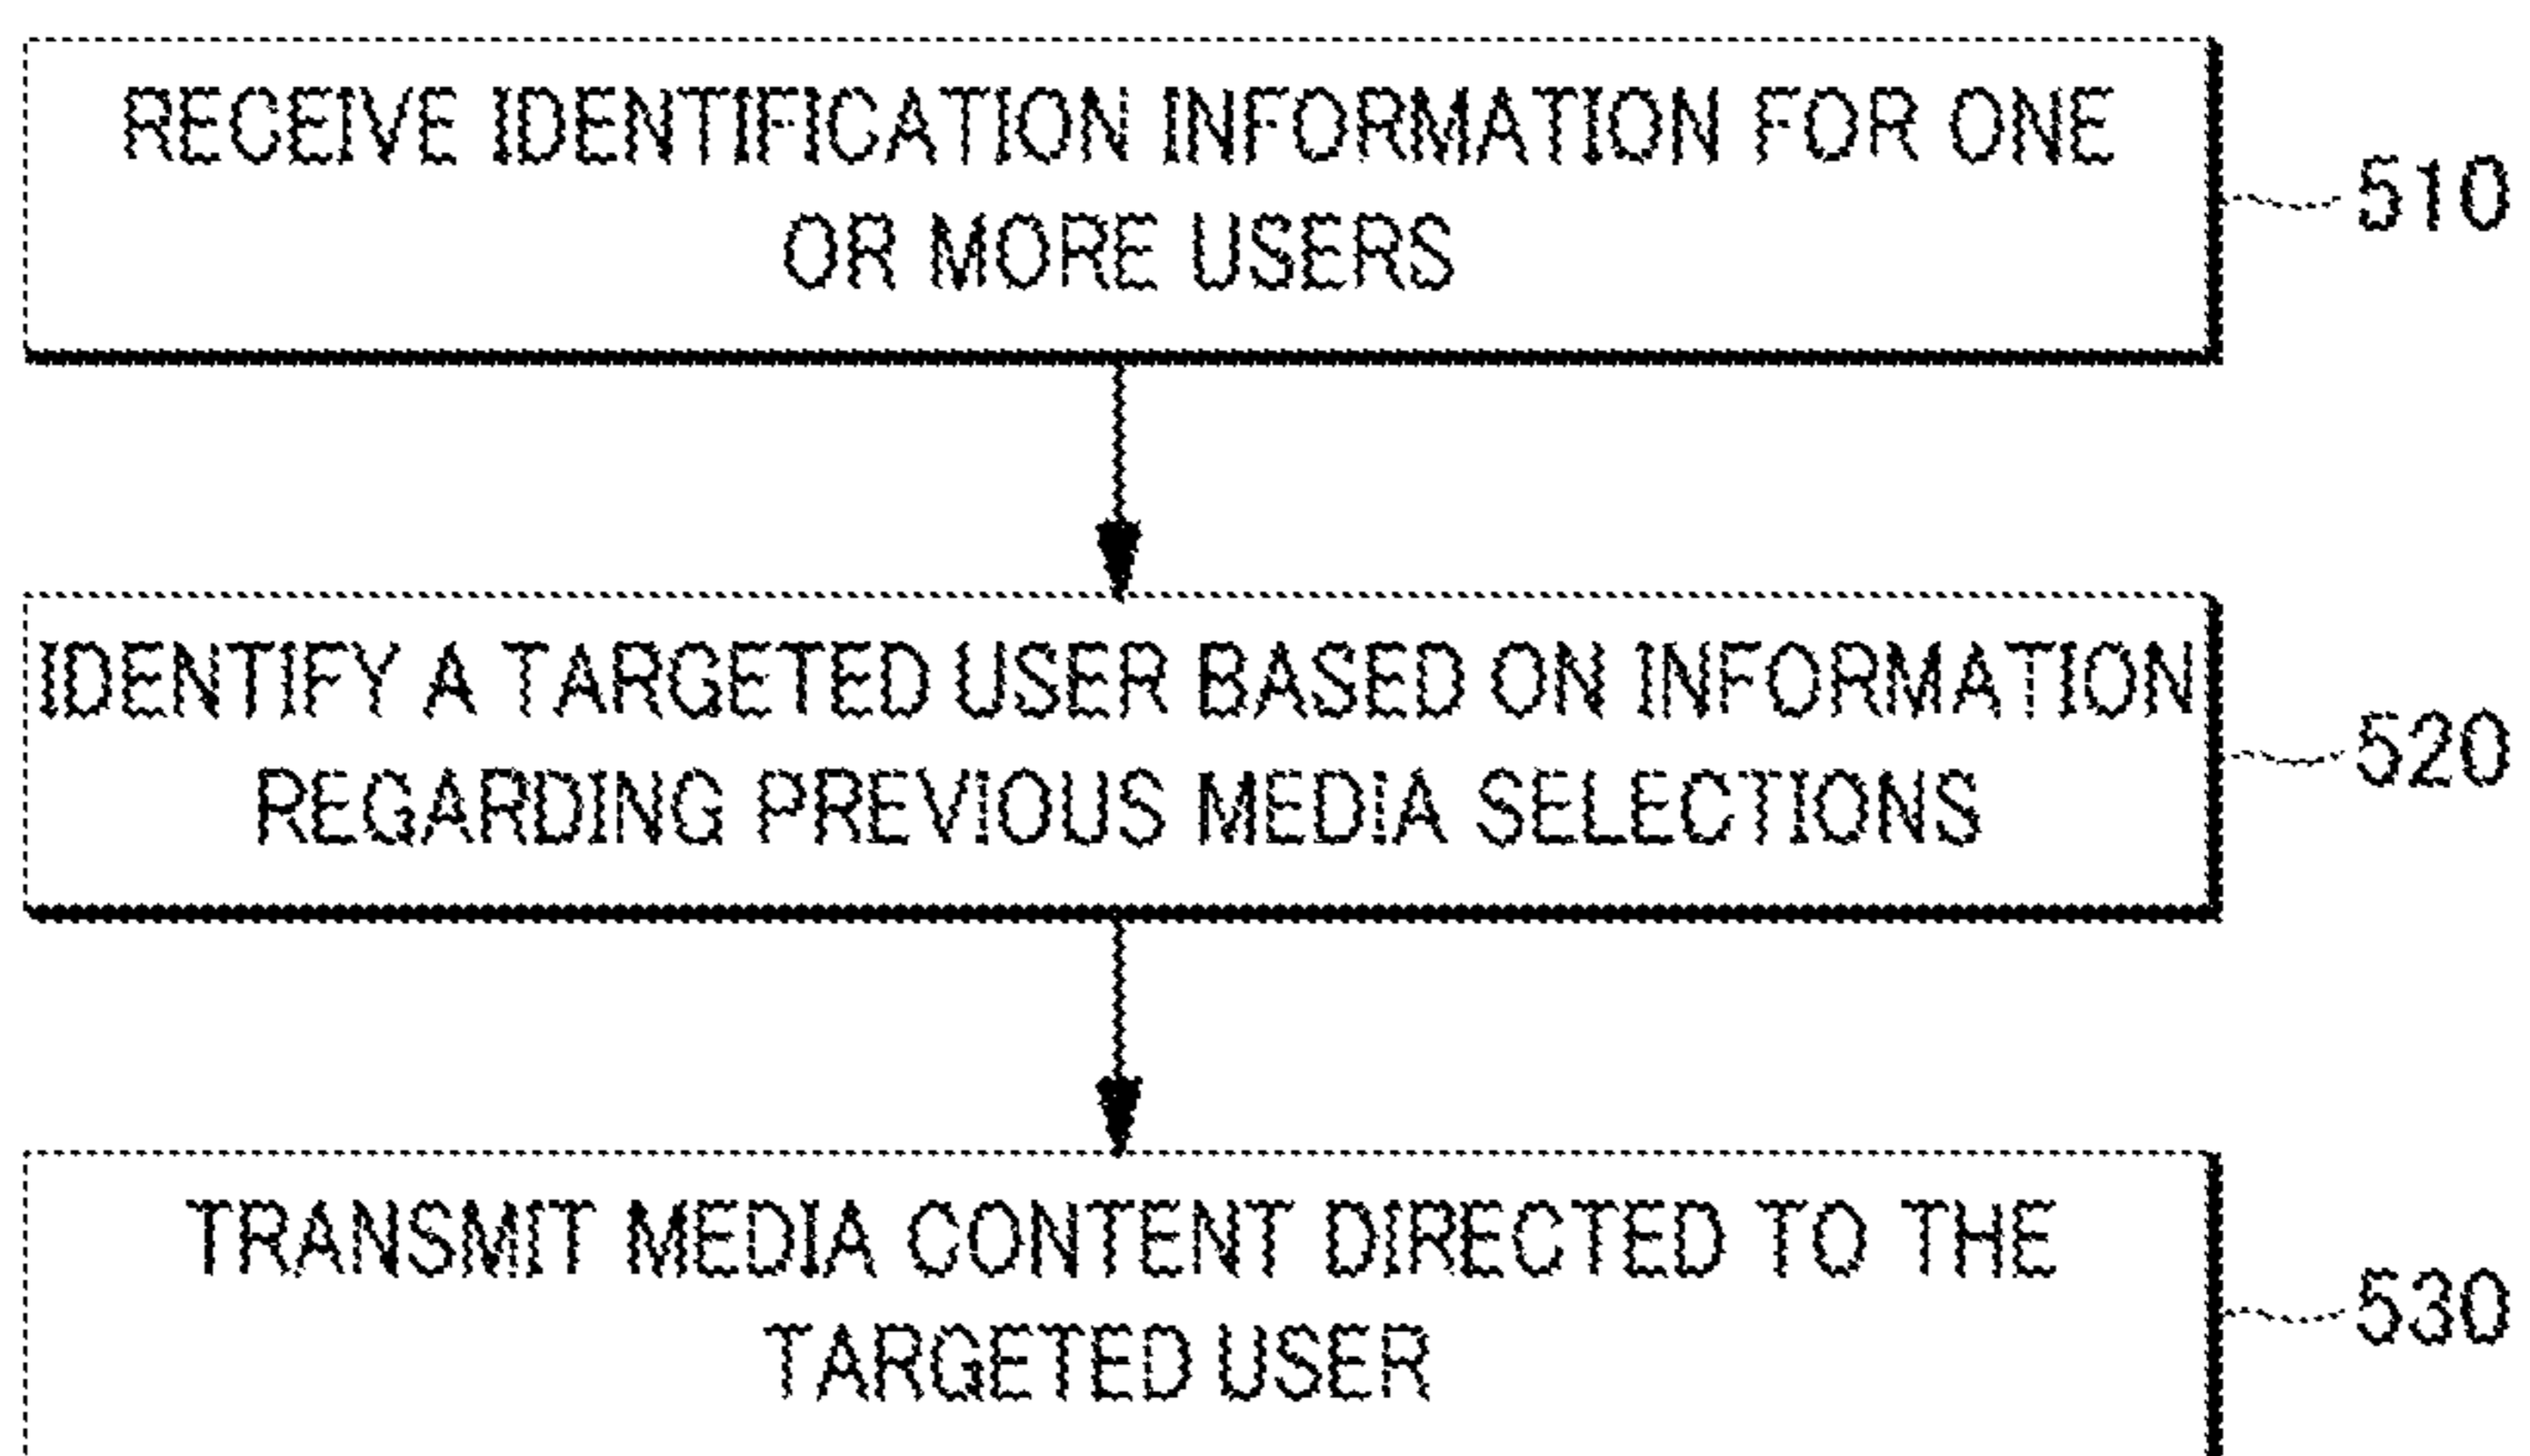 RECEIVE IDENTIFICATION INFORMATION FOR ONE
OR MORE USERS
510
IDENTIFY A TARGETED USER BASED ON INFORMATION
REGARDING PREVIOUS MEDIA SELECTIONS
520
TRANSMIT MEDIA CONTENT DIRECTED TO THE
TARGETED USER
530